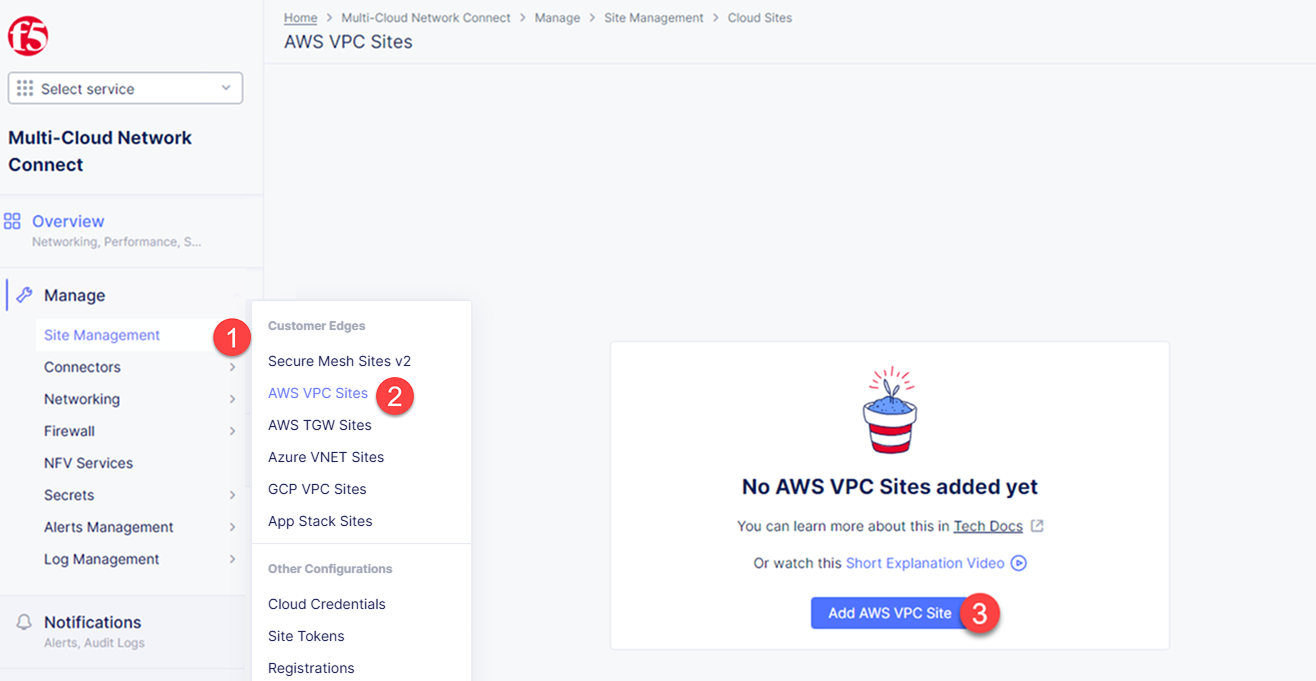 f5
Select service
Multi-Cloud Network
Connect
Overview
Networking, Performance, S...
Manage
Site Management
1
Connectors
Networking
Firewall
NFV Services
Secrets
Alerts Management
Log Management
Notifications
Alerts, Audit Logs
Home > Multi-Cloud Network Connect > Manage > Site Management > Cloud Sites
AWS VPC Sites
Customer Edges
Secure Mesh Sites v2
AWS VPC Sites 2
AWS TGW Sites
Azure VNET Sites
GCP VPC Sites
App Stack Sites
Other Configurations
Cloud Credentials
Site Tokens
Registrations
No AWS VPC Sites added yet
You can learn more about this in Tech Docs
Or watch this Short Explanation Video
Add AWS VPC Site 3